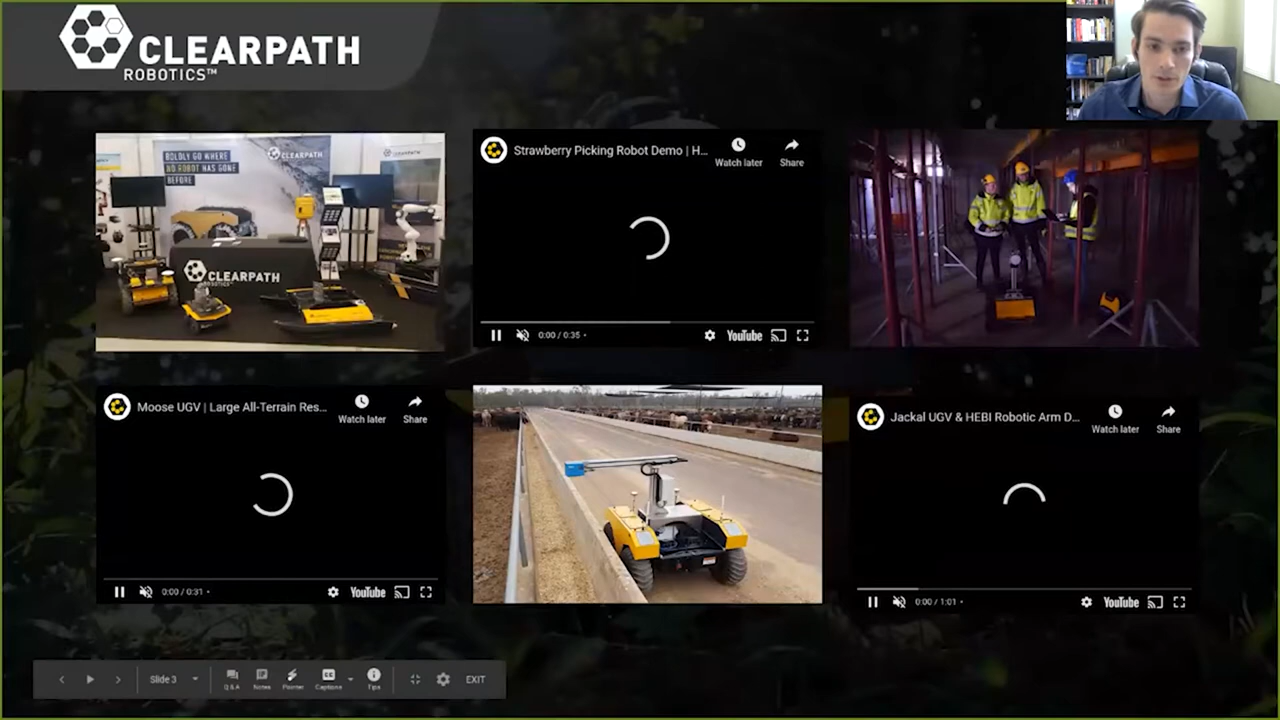 CLEARPATH
ROBOTICS™
BOLDLY GO WHERE
NO ROBOT HAS GONE
BEFORE
CLEARPATH
CLEARPATH
ROBOTICS
Strawberry Picking Robot Demo | H...
Watch later
Share
0:00 / 0:35
YouTube
Moose UGV | Large All-Terrain Res...
Watch later
Share
0:00 / 0:31
YouTube
Jackal UGV & HEBI Robotic Arm D...
Watch later
Share
0:00 / 1:01
YouTube
Slide 3
Q&A
Notes
Pointer
CC
Captions
Tips
EXIT